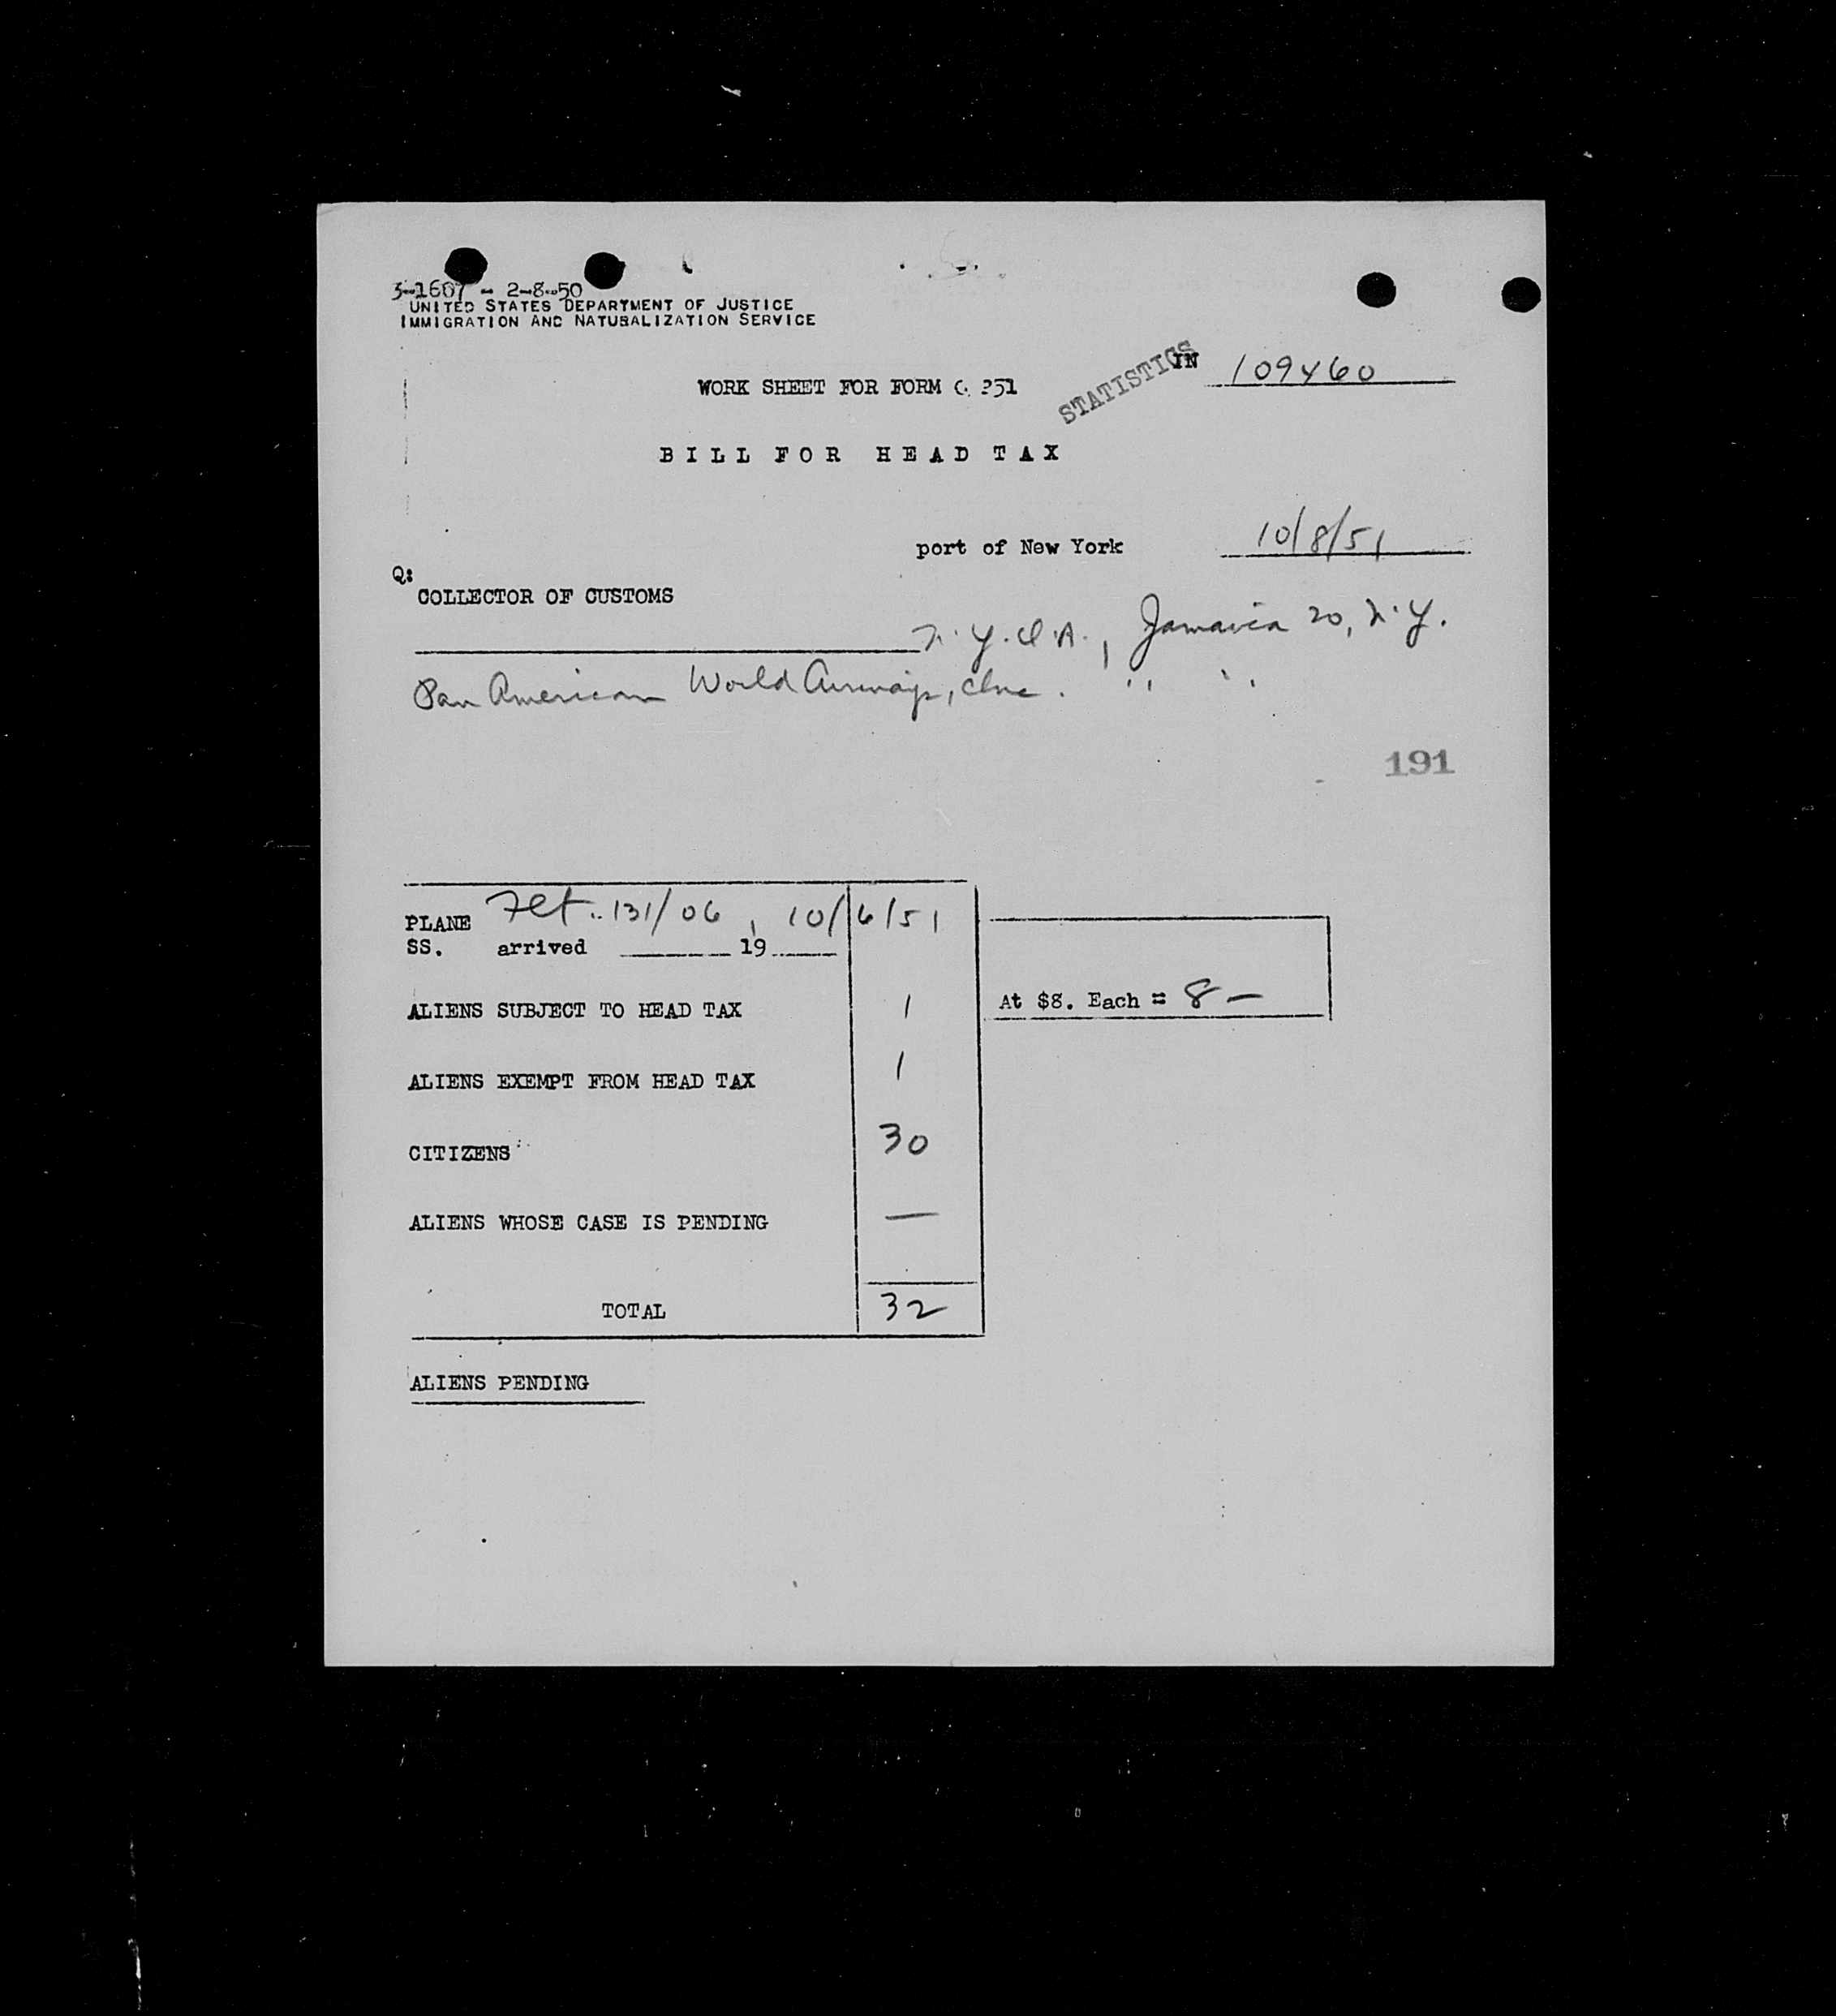 3-1607 - 2-8-50
UNITED STATES DEPARTMENT OF JUSTICE
IMMIGRATION AND NATURALIZATION SERVICE
STATISTICS
IN 109460
WORK SHEET FOR FORM G 251
BILL FOR HEAD TAX
port of New York 10/8/51
Q:
COLLECTOR OF CUSTOMS
N.Y.I.A., Jamaica 20, N.Y.
Pan American World Airways, Inc. " "
191
PLANE Flt. 131/06, 10/6/51
SS. arrived 19
ALIENS SUBJECT TO HEAD TAX 1 At $8. Each = 8 —
ALIENS EXEMPT FROM HEAD TAX 1
CITIZENS 30
ALIENS WHOSE CASE IS PENDING —
TOTAL 32
ALIENS PENDING